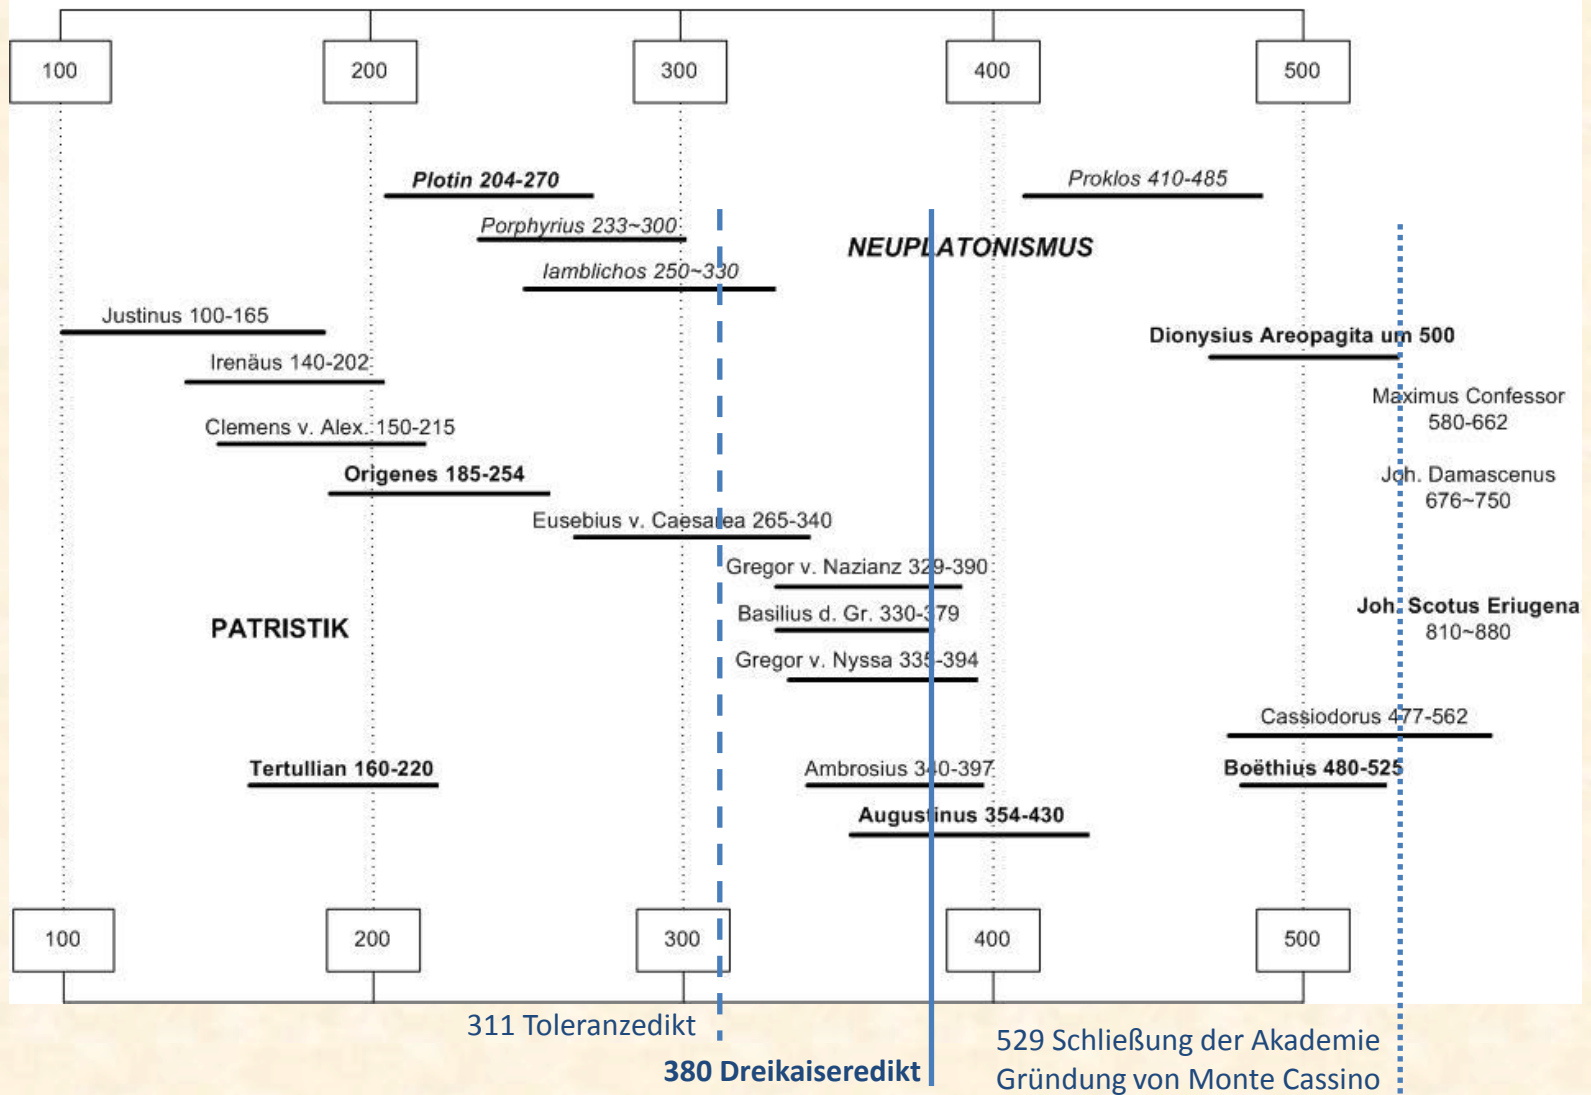 100
200
300
400
500
Plotin 204-270
Proklos 410-485
Porphyrius 233~300
NEUPLATONISMUS
Iamblichos 250~330
Justinus 100-165
Dionysius Areopagita um 500
Irenäus 140-202
Maximus Confessor
580-662
Clemens v. Alex. 150-215
Origenes 185-254
Joh. Damascenus
676~750
Eusebius v. Caesarea 265-340
Gregor v. Nazianz 329-390
Basilius d. Gr. 330-379
Joh. Scotus Eriugena
810~880
PATRISTIK
Gregor v. Nyssa 335-394
Cassiodorus 477-562
Tertullian 160-220
Ambrosius 340-397
Boëthius 480-525
Augustinus 354-430
100
200
300
400
500
311 Toleranzedikt
380 Dreikaiseredikt
529 Schließung der Akademie
Gründung von Monte Cassino